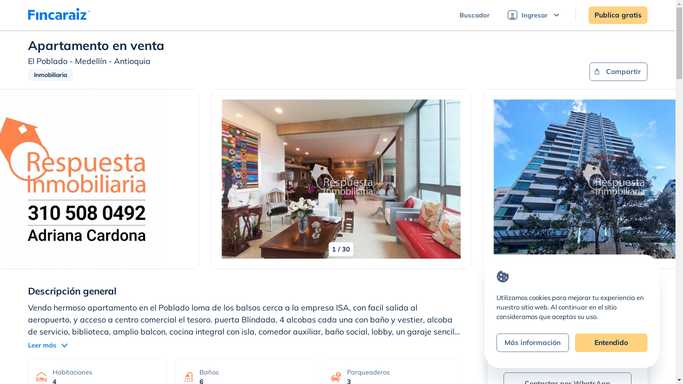 Fincaraíz
Buscador
Ingresar
Publica gratis
Apartamento en venta
El Poblado - Medellín - Antioquia
Inmobiliaria
Compartir
Respuesta
Inmobiliaria
310 508 0492
Adriana Cardona
Respuesta
Inmobiliaria
1 / 30
Respuesta
Inmobiliaria
Descripción general
Vendo hermoso apartamento en el Poblado loma de los balsos cerca a la empresa ISA, con facil salida al
aeropuerto, y acceso a centro comercial el tesoro. puerta Blindada, 4 alcobas cada una con baño y vestier, alcoba
de servicio, biblioteca, amplio balcon, cocina integral con isla, comedor auxiliar, baño social, lobby, un garaje sencil...
Leer más
Habitaciones
4
Baños
6
Parqueaderos
3
Utilizamos cookies para mejorar tu experiencia en
nuestro sitio web. Al continuar en el sitio
consideramos que aceptas su uso.
Más información
Entendido
Contactar por WhatsApp